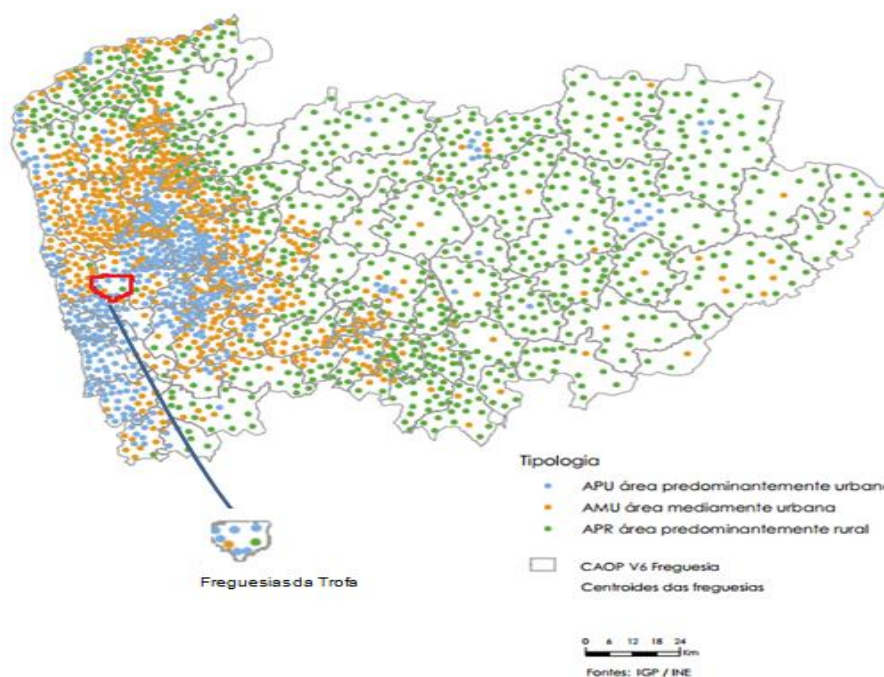 Tipologia
APU área predominantemente urbana
AMU área mediamente urbana
APR área predominantemente rural
CAOP V6 Freguesia
Centroides das freguesias
Freguesias da Trofa
0 6 12 18 24
Km
Fontes: IGP / INE